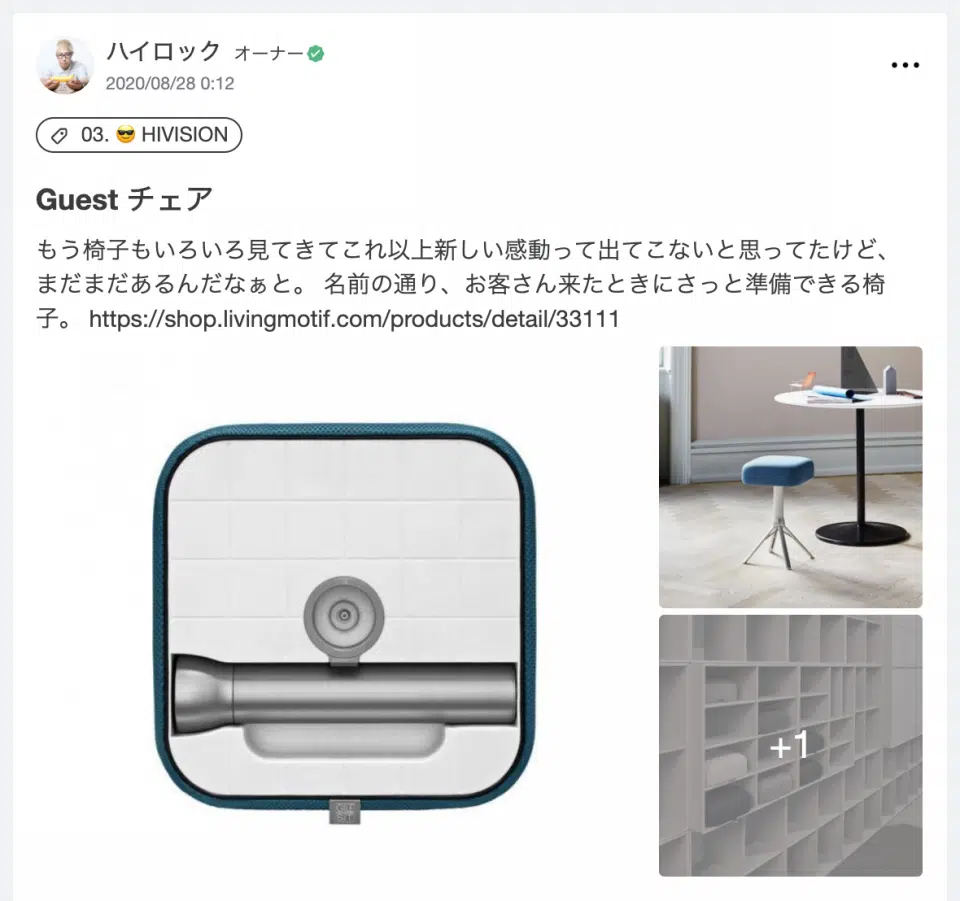 ハイロック オーナー
2020/08/28 0:12
03. 😎 HIVISION
Guest チェア
もう椅子もいろいろ見てきてこれ以上新しい感動って出てこないと思ってたけど、
まだまだあるんだなぁと。 名前の通り、お客さん来たときにさっと準備できる椅
子。 https://shop.livingmotif.com/products/detail/33111
+1